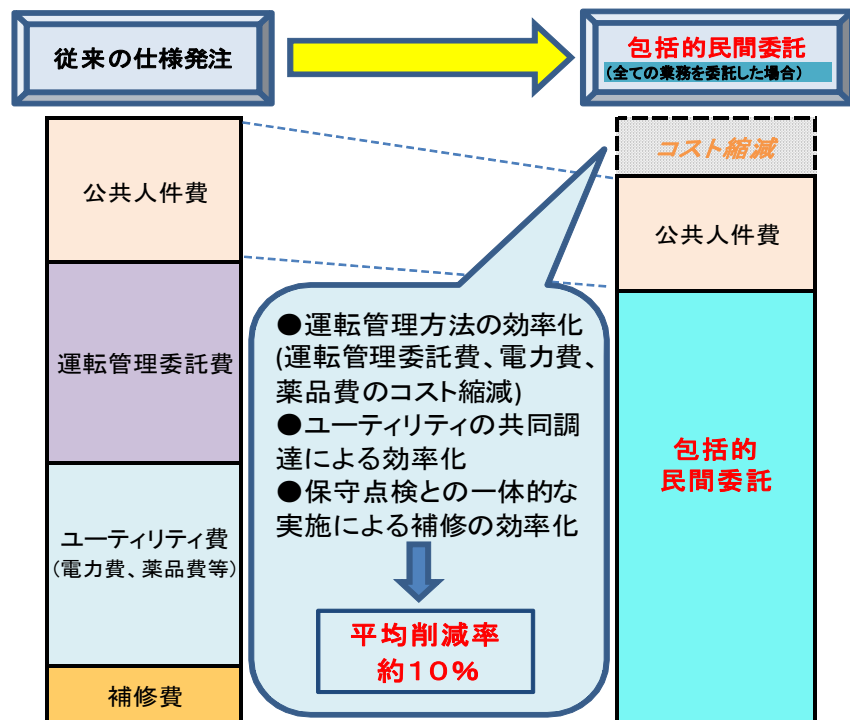 従来の仕様発注
包括的民間委託
(全ての業務を委託した場合)
公共人件費
運転管理委託費
ユーティリティ費
(電力費、薬品費等)
補修費
●運転管理方法の効率化
(運転管理委託費、電力費、
薬品費のコスト縮減)
●ユーティリティの共同調
達による効率化
●保守点検との一体的な
実施による補修の効率化
平均削減率
約10%
コスト縮減
公共人件費
包括的
民間委託